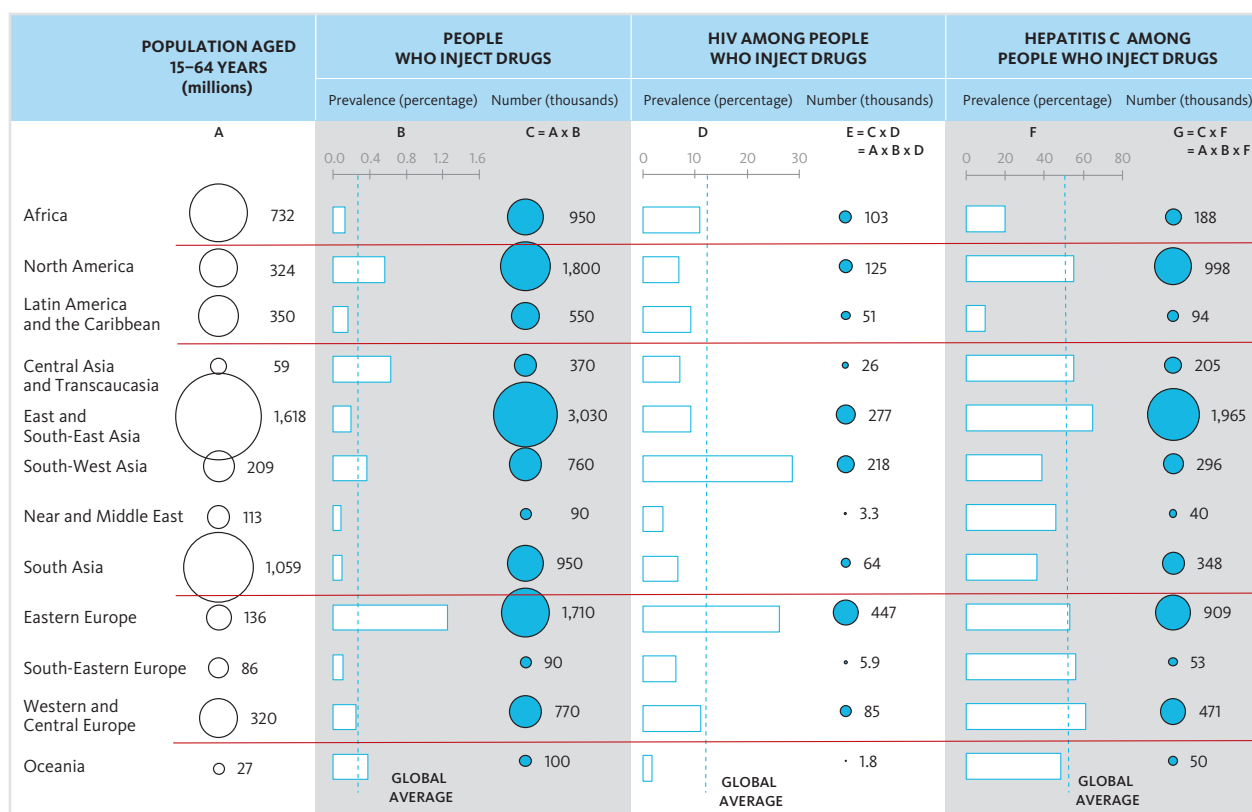 POPULATION AGED
15–64 YEARS
(millions)
PEOPLE
WHO INJECT DRUGS
HIV AMONG PEOPLE
WHO INJECT DRUGS
HEPATITIS C AMONG
PEOPLE WHO INJECT DRUGS
Prevalence (percentage) Number (thousands) Prevalence (percentage) Number (thousands) Prevalence (percentage) Number (thousands)
A B C = A x B D E = C x D F G = C x F
= A x B x D = A x B x F
0.0 0.4 0.8 1.2 1.6 0 10 20 30 0 20 40 60 80
Africa 732 950 103 188
North America 324 1,800 125 998
Latin America
and the Caribbean 350 550 51 94
Central Asia
and Transcaucasia 59 370 26 205
East and
South-East Asia 1,618 3,030 277 1,965
South-West Asia 209 760 218 296
Near and Middle East 113 90 3.3 40
South Asia 1,059 950 64 348
Eastern Europe 136 1,710 447 909
South-Eastern Europe 86 90 5.9 53
Western and
Central Europe 320 770 85 471
Oceania 27 100 1.8 50
GLOBAL
AVERAGE
GLOBAL
AVERAGE
GLOBAL
AVERAGE